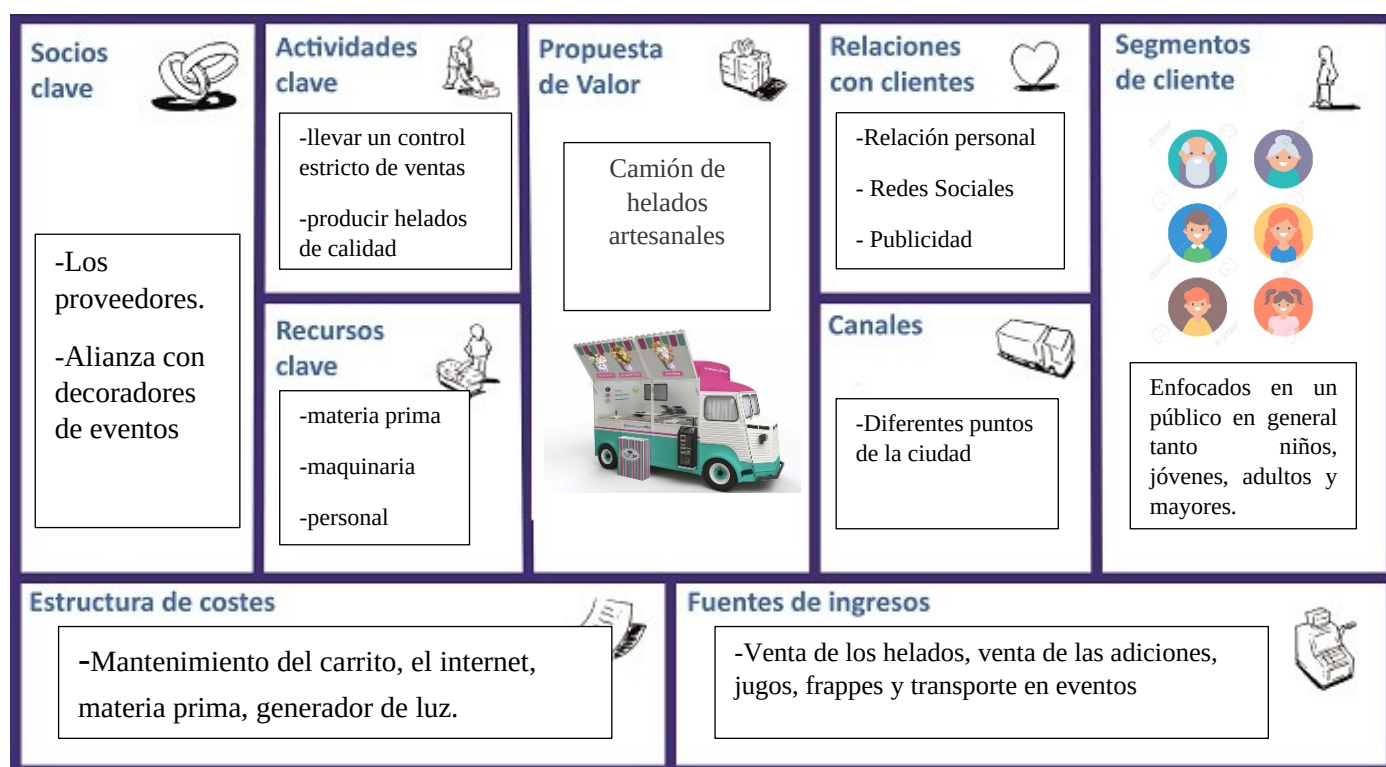 Socios
clave
-Los
proveedores.
-Alianza con
decoradores
de eventos
Actividades
clave
-llevar un control
estricto de ventas
-producir helados
de calidad
Recursos
clave
-materia prima
-maquinaria
-personal
Propuesta
de Valor
Camión de
helados
artesanales
Relaciones
con clientes
-Relación personal
- Redes Sociales
- Publicidad
Canales
-Diferentes puntos
de la ciudad
Segmentos
de cliente
Enfocados en un
público en general
tanto niños,
jóvenes, adultos y
mayores.
Estructura de costes
-Mantenimiento del carrito, el internet,
materia prima, generador de luz.
Fuentes de ingresos
-Venta de los helados, venta de las adiciones,
jugos, frappes y transporte en eventos